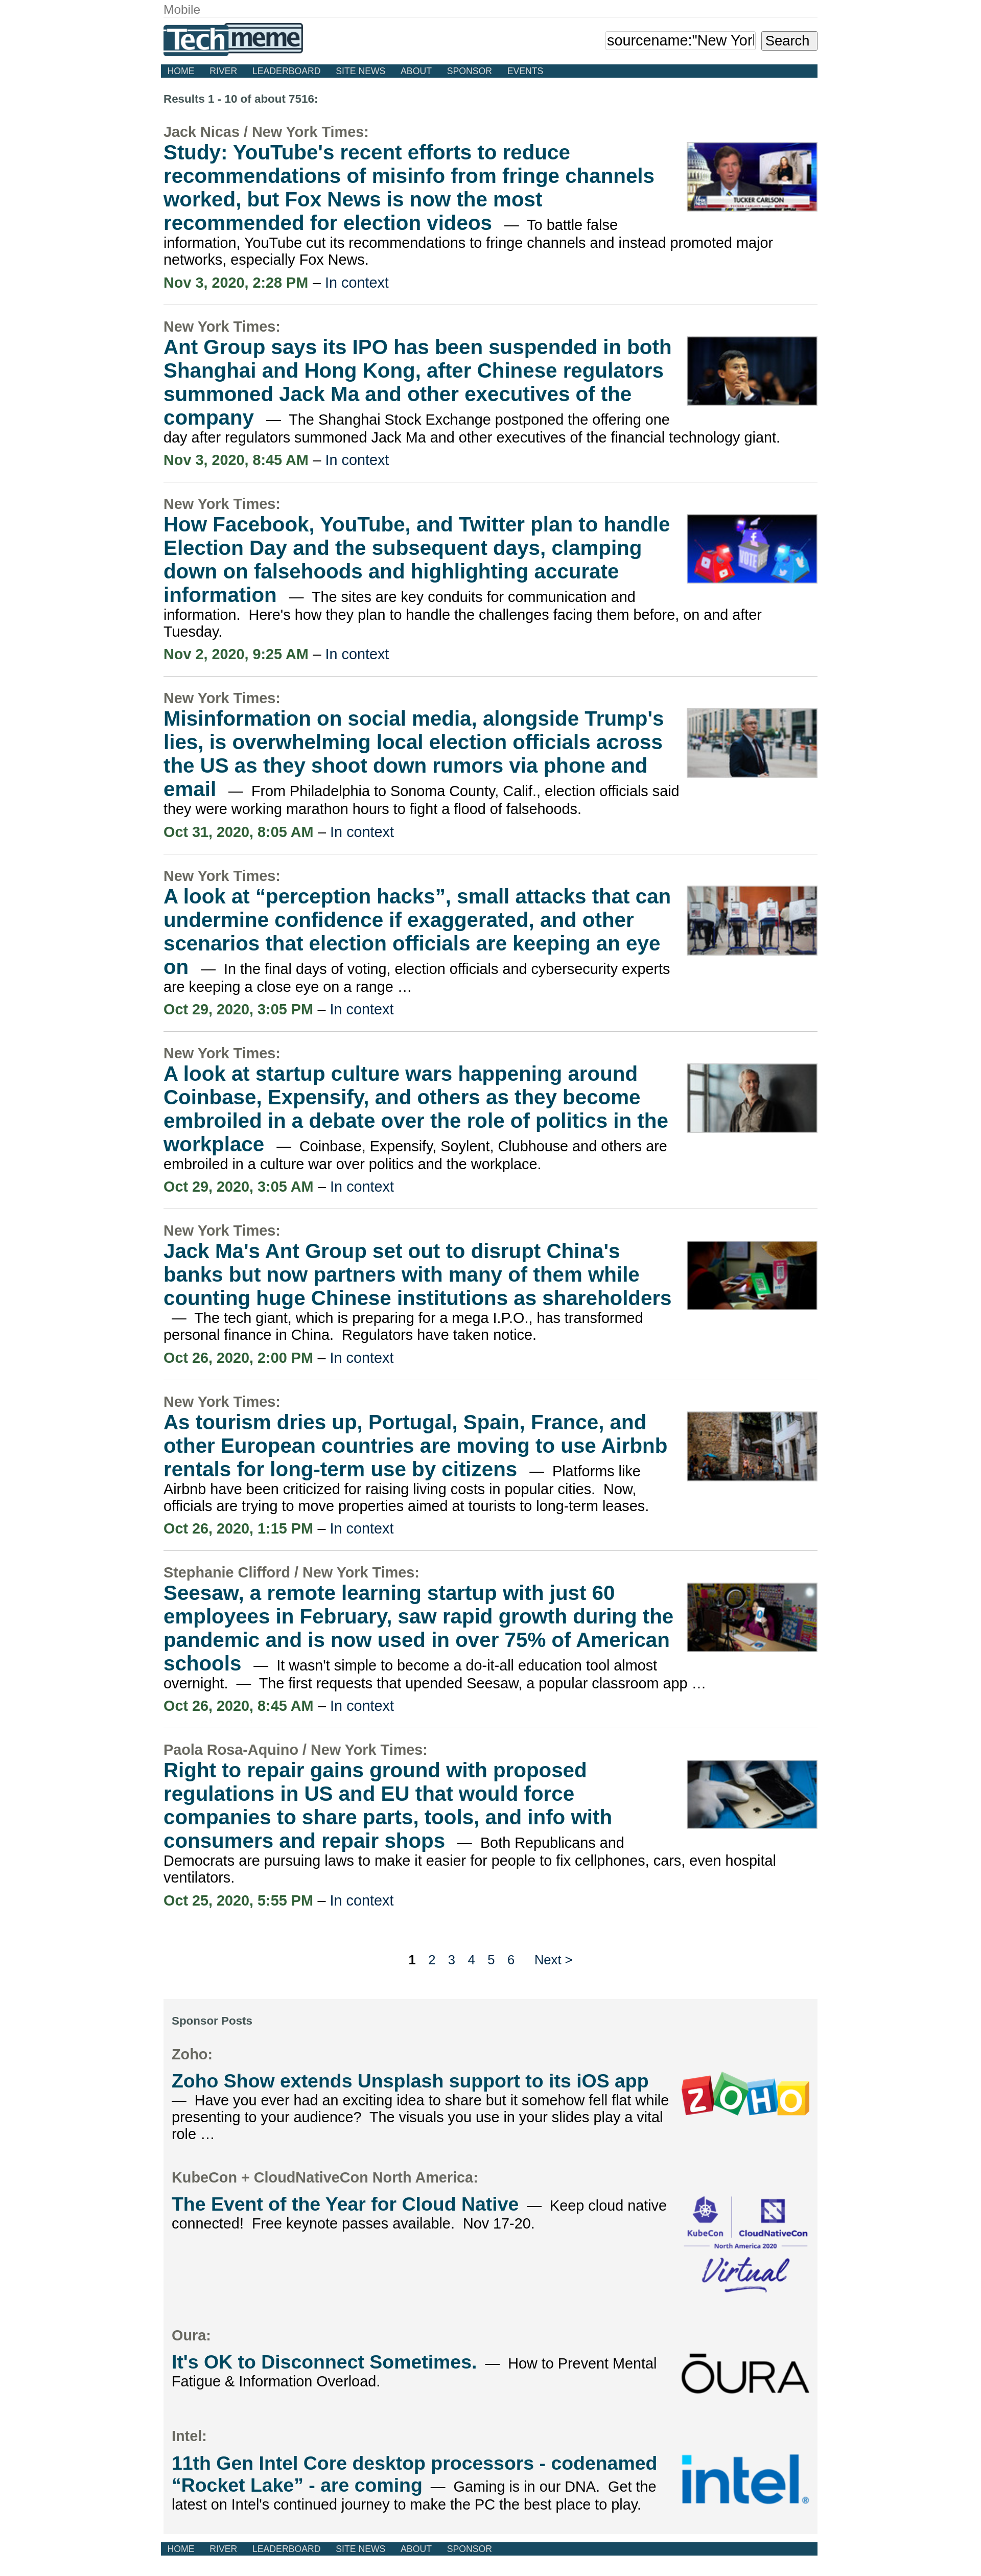 Mobile
Techmeme
sourcename:"New Yorl
Search
HOME RIVER LEADERBOARD SITE NEWS ABOUT SPONSOR EVENTS
Results 1 - 10 of about 7516:
Jack Nicas / New York Times:
Study: YouTube's recent efforts to reduce
recommendations of misinfo from fringe channels
worked, but Fox News is now the most
recommended for election videos — To battle false
information, YouTube cut its recommendations to fringe channels and instead promoted major
networks, especially Fox News.
TUCKER CARLSON
Nov 3, 2020, 2:28 PM – In context
New York Times:
Ant Group says its IPO has been suspended in both
Shanghai and Hong Kong, after Chinese regulators
summoned Jack Ma and other executives of the
company — The Shanghai Stock Exchange postponed the offering one
day after regulators summoned Jack Ma and other executives of the financial technology giant.
Nov 3, 2020, 8:45 AM – In context
New York Times:
How Facebook, YouTube, and Twitter plan to handle
Election Day and the subsequent days, clamping
down on falsehoods and highlighting accurate
information — The sites are key conduits for communication and
information. Here's how they plan to handle the challenges facing them before, on and after
Tuesday.
VOTE
Nov 2, 2020, 9:25 AM – In context
New York Times:
Misinformation on social media, alongside Trump's
lies, is overwhelming local election officials across
the US as they shoot down rumors via phone and
email — From Philadelphia to Sonoma County, Calif., election officials said
they were working marathon hours to fight a flood of falsehoods.
Oct 31, 2020, 8:05 AM – In context
New York Times:
A look at “perception hacks”, small attacks that can
undermine confidence if exaggerated, and other
scenarios that election officials are keeping an eye
on — In the final days of voting, election officials and cybersecurity experts
are keeping a close eye on a range …
Oct 29, 2020, 3:05 PM – In context
New York Times:
A look at startup culture wars happening around
Coinbase, Expensify, and others as they become
embroiled in a debate over the role of politics in the
workplace — Coinbase, Expensify, Soylent, Clubhouse and others are
embroiled in a culture war over politics and the workplace.
Oct 29, 2020, 3:05 AM – In context
New York Times:
Jack Ma's Ant Group set out to disrupt China's
banks but now partners with many of them while
counting huge Chinese institutions as shareholders
— The tech giant, which is preparing for a mega I.P.O., has transformed
personal finance in China. Regulators have taken notice.
Oct 26, 2020, 2:00 PM – In context
New York Times:
As tourism dries up, Portugal, Spain, France, and
other European countries are moving to use Airbnb
rentals for long-term use by citizens — Platforms like
Airbnb have been criticized for raising living costs in popular cities. Now,
officials are trying to move properties aimed at tourists to long-term leases.
Oct 26, 2020, 1:15 PM – In context
Stephanie Clifford / New York Times:
Seesaw, a remote learning startup with just 60
employees in February, saw rapid growth during the
pandemic and is now used in over 75% of American
schools — It wasn't simple to become a do-it-all education tool almost
overnight. — The first requests that upended Seesaw, a popular classroom app …
Oct 26, 2020, 8:45 AM – In context
Paola Rosa-Aquino / New York Times:
Right to repair gains ground with proposed
regulations in US and EU that would force
companies to share parts, tools, and info with
consumers and repair shops — Both Republicans and
Democrats are pursuing laws to make it easier for people to fix cellphones, cars, even hospital
ventilators.
Oct 25, 2020, 5:55 PM – In context
1 2 3 4 5 6 Next >
Sponsor Posts
Zoho:
Zoho Show extends Unsplash support to its iOS app
— Have you ever had an exciting idea to share but it somehow fell flat while
presenting to your audience? The visuals you use in your slides play a vital
role …
ZOHO
KubeCon + CloudNativeCon North America:
The Event of the Year for Cloud Native — Keep cloud native
connected! Free keynote passes available. Nov 17-20.
KubeCon CloudNativeCon
North America 2020
Virtual
Oura:
It's OK to Disconnect Sometimes. — How to Prevent Mental
Fatigue & Information Overload.
ŌURA
Intel:
11th Gen Intel Core desktop processors - codenamed
“Rocket Lake” - are coming — Gaming is in our DNA. Get the
latest on Intel's continued journey to make the PC the best place to play.
intel®
HOME RIVER LEADERBOARD SITE NEWS ABOUT SPONSOR